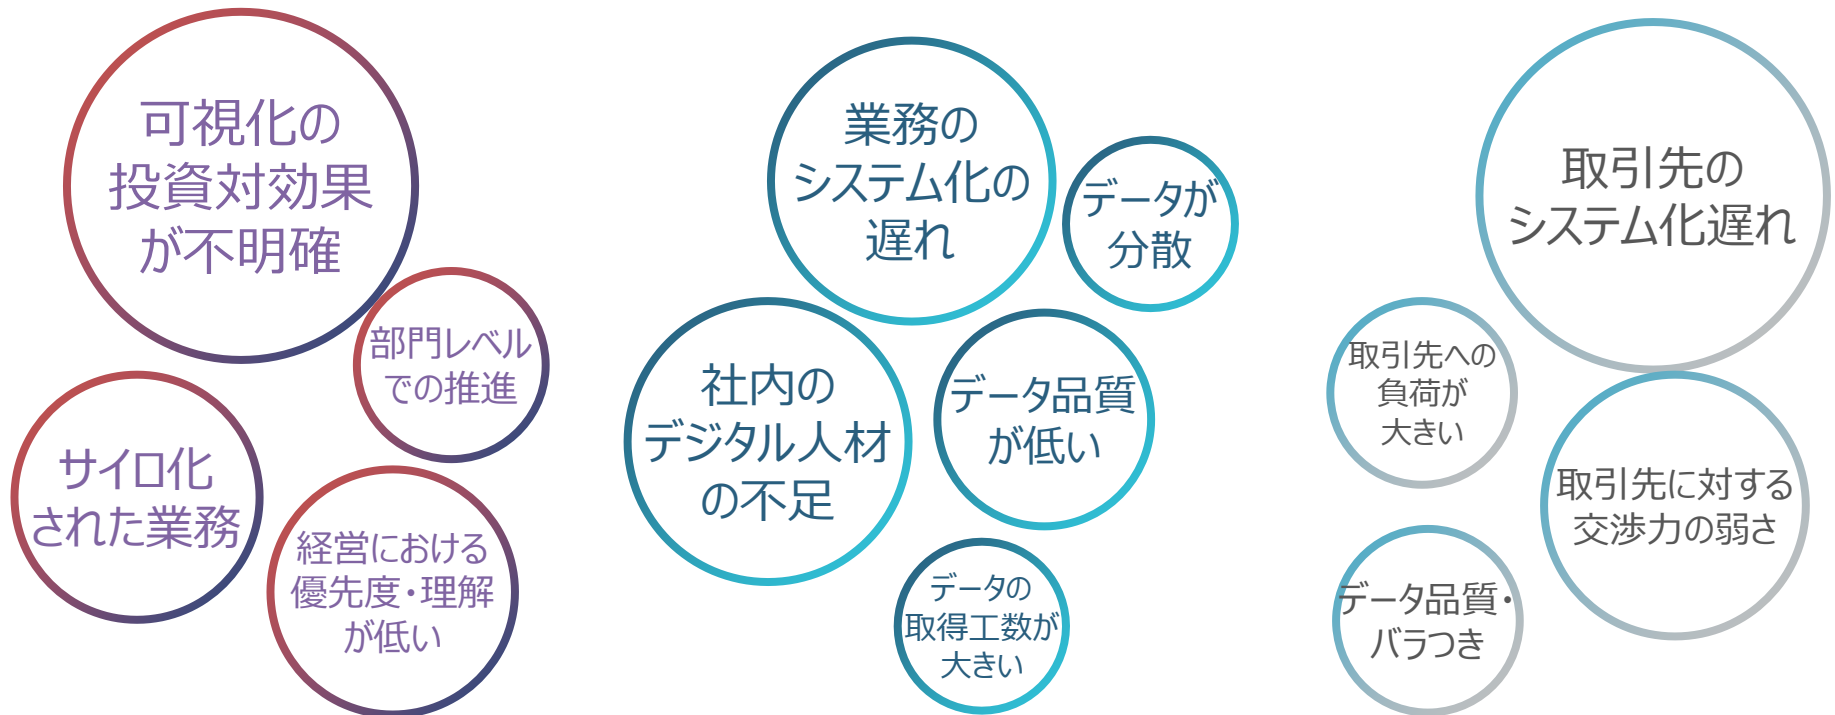 可視化の
投資対効果
が不明確
部門レベル
での推進
サイロ化
された業務
経営における
優先度・理解
が低い
業務の
システム化の
遅れ
データが
分散
社内の
デジタル人材
の不足
データ品質
が低い
データの
取得工数が
大きい
取引先の
システム化遅れ
取引先への
負荷が
大きい
取引先に対する
交渉力の弱さ
データ品質・
バラつき